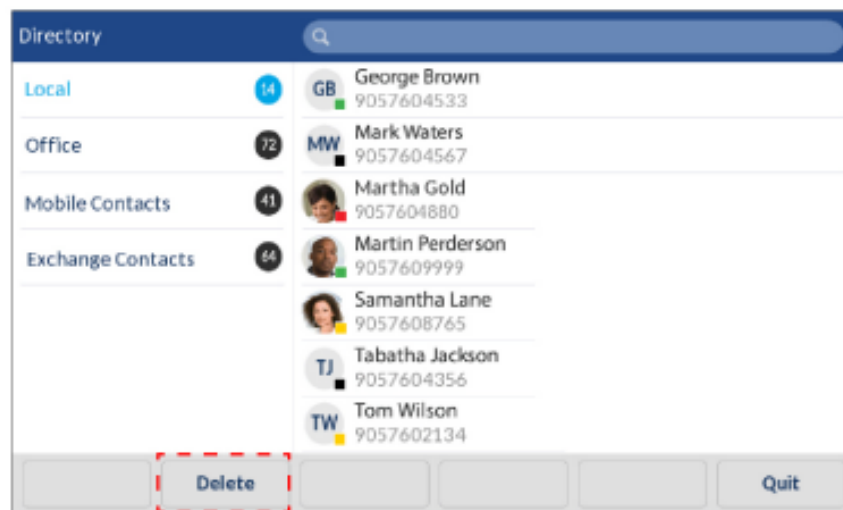 Directory
Local 14
Office 72
Mobile Contacts 41
Exchange Contacts 64
GB George Brown
9057604533
MW Mark Waters
9057604567
Martha Gold
9057604880
Martin Perderson
9057609999
Samantha Lane
9057608765
TJ Tabatha Jackson
9057604356
TW Tom Wilson
9057602134
Delete Quit